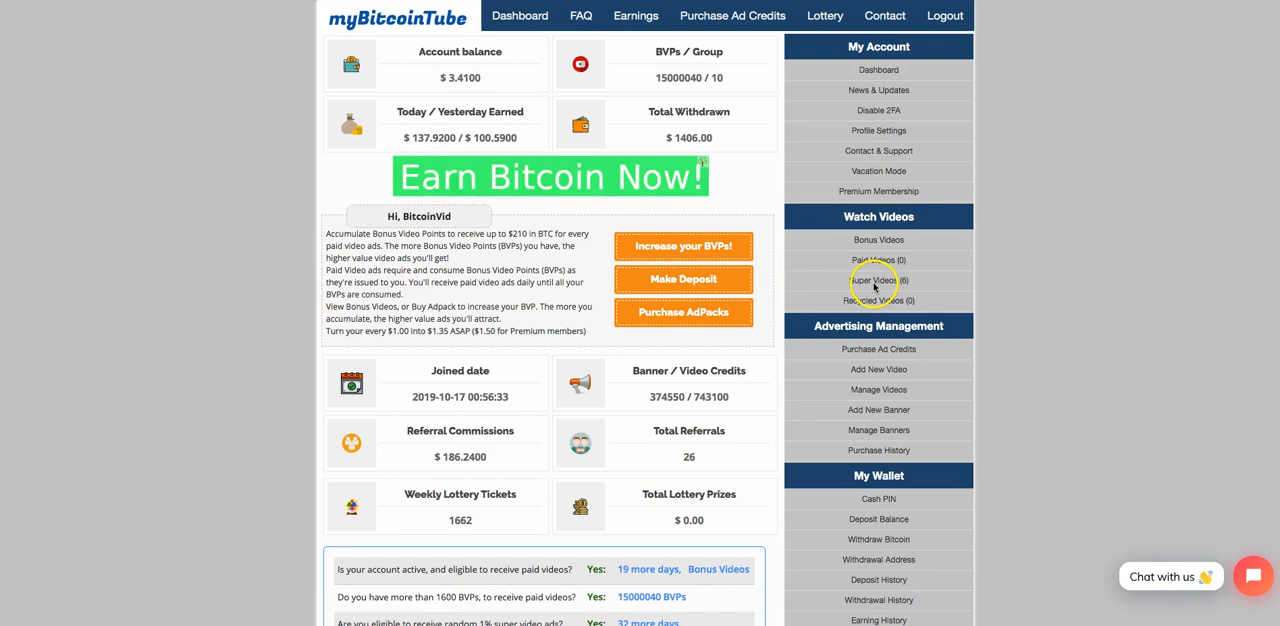 myBitcoinTube
Dashboard FAQ Earnings Purchase Ad Credits Lottery Contact Logout
Account balance
$ 3.4100
BVPs / Group
15000040 / 10
Today / Yesterday Earned
$ 137.9200 / $ 100.5900
Total Withdrawn
$ 1406.00
Earn Bitcoin Now!
Hi, BitcoinVid
Accumulate Bonus Video Points to receive up to $210 in BTC for every
paid video ads. The more Bonus Video Points (BVPs) you have, the
higher value video ads you'll get!
Paid Video ads require and consume Bonus Video Points (BVPs) as
they're issued to you. You'll receive paid video ads daily until all your
BVPs are consumed.
View Bonus Videos, or Buy Adpack to increase your BVP. The more you
accumulate, the higher value ads you'll attract.
Turn your every $1.00 into $1.35 ASAP ($1.50 for Premium members)
Increase your BVPs!
Make Deposit
Purchase AdPacks
Joined date
2019-10-17 00:56:33
Banner / Video Credits
374550 / 743100
Referral Commissions
$ 186.2400
Total Referrals
26
Weekly Lottery Tickets
1662
Total Lottery Prizes
$ 0.00
Is your account active, and eligible to receive paid videos? Yes: 19 more days, Bonus Videos
Do you have more than 1600 BVPs, to receive paid videos? Yes: 15000040 BVPs
Are you eligible to receive random 1% super video ads? Yes: 32 more days
My Account
Dashboard
News & Updates
Disable 2FA
Profile Settings
Contact & Support
Vacation Mode
Premium Membership
Watch Videos
Bonus Videos
Paid Videos (0)
Super Videos (6)
Recycled Videos (0)
Advertising Management
Purchase Ad Credits
Add New Video
Manage Videos
Add New Banner
Manage Banners
Purchase History
My Wallet
Cash PIN
Deposit Balance
Withdraw Bitcoin
Withdrawal Address
Deposit History
Withdrawal History
Earning History
Chat with us 👋